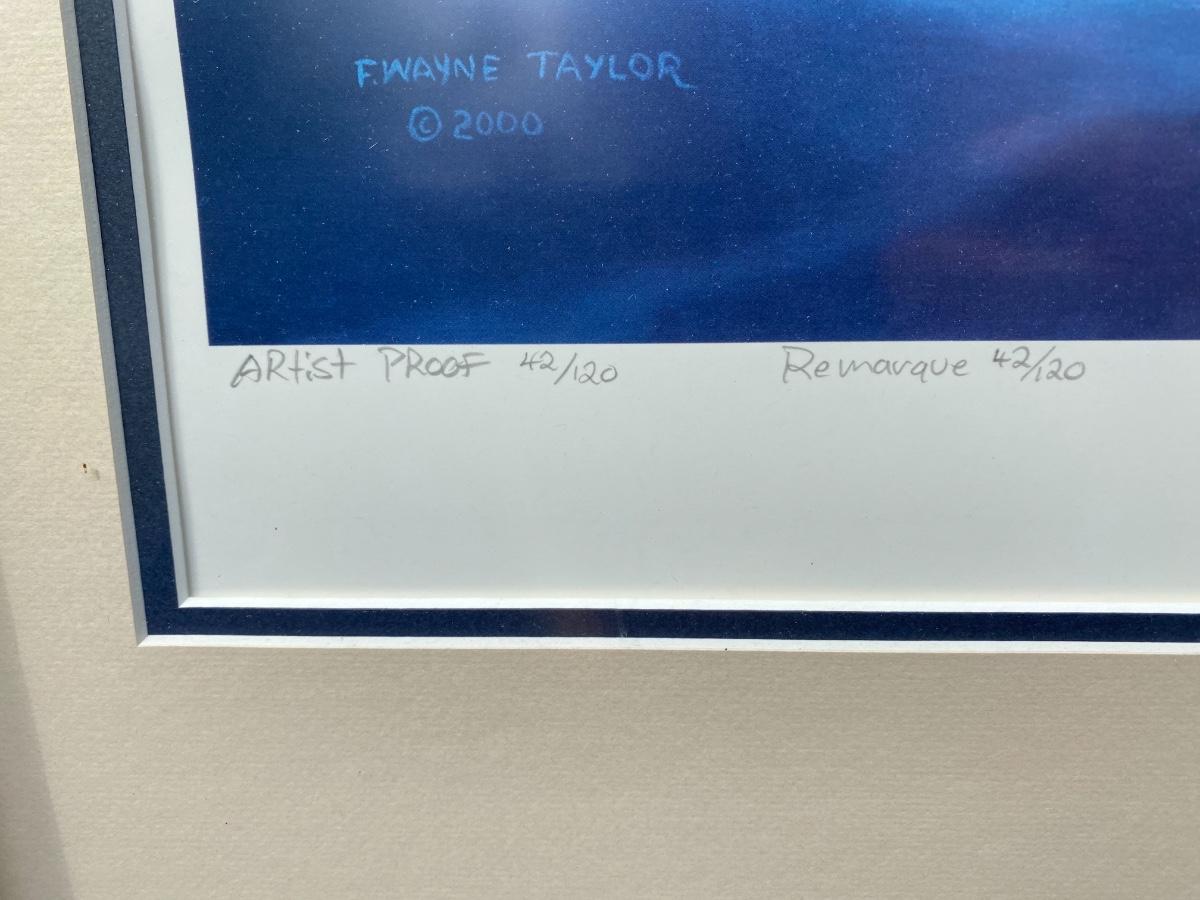 F.WAYNE TAYLOR
© 2000
ARtist PROOF 42/120
Remarque 42/120